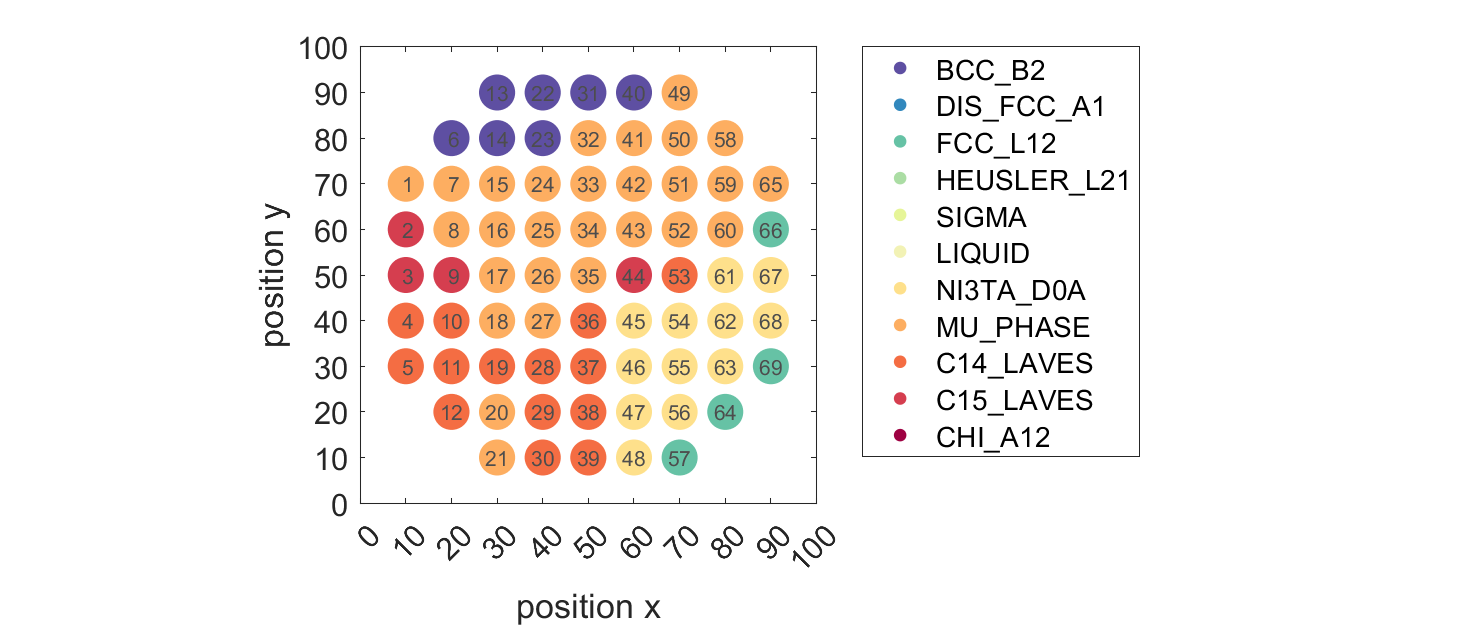 100
90
80
70
60
50
40
30
20
10
0
position y
13 22 31 40 49
6 14 23 32 41 50 58
1 7 15 24 33 42 51 59 65
2 8 16 25 34 43 52 60 66
3 9 17 26 35 44 53 61 67
4 10 18 27 36 45 54 62 68
5 11 19 28 37 46 55 63 69
12 20 29 38 47 56 64
21 30 39 48 57
0 10 20 30 40 50 60 70 80 90 100
position x
BCC_B2
DIS_FCC_A1
FCC_L12
HEUSLER_L21
SIGMA
LIQUID
NI3TA_D0A
MU_PHASE
C14_LAVES
C15_LAVES
CHI_A12